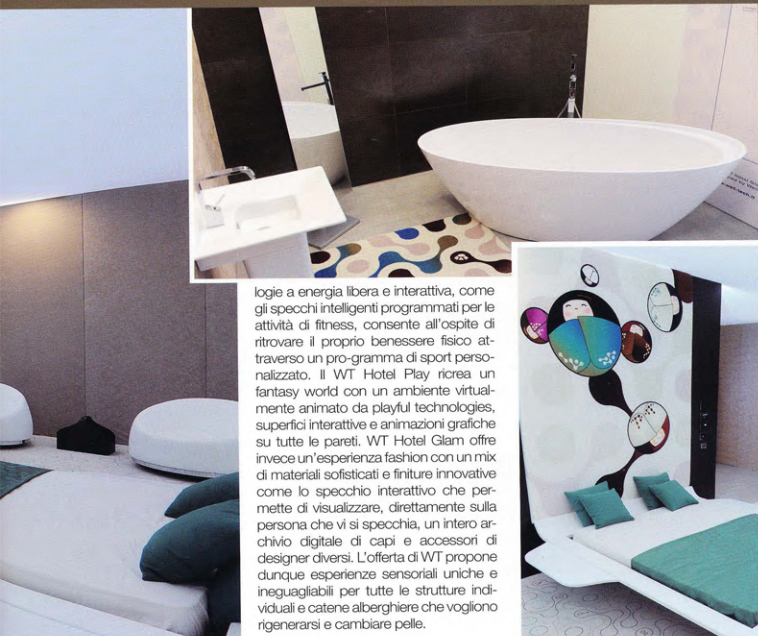 logie a energia libera e interattiva, come
gli specchi intelligenti programmati per le
attività di fitness, consente all'ospite di
ritrovare il proprio benessere fisico at-
traverso un pro-gramma di sport perso-
nalizzato. Il WT Hotel Play ricrea un
fantasy world con un ambiente virtual-
mente animato da playful technologies,
superfici interattive e animazioni grafiche
su tutte le pareti. WT Hotel Glam offre
invece un'esperienza fashion con un mix
di materiali sofisticati e finiture innovative
come lo specchio interattivo che per-
mette di visualizzare, direttamente sulla
persona che vi si specchia, un intero ar-
chivio digitale di capi e accessori di
designer diversi. L'offerta di WT propone
dunque esperienze sensoriali uniche e
ineguagliabili per tutte le strutture indi-
viduali e catene alberghiere che vogliono
rigenerarsi e cambiare pelle.